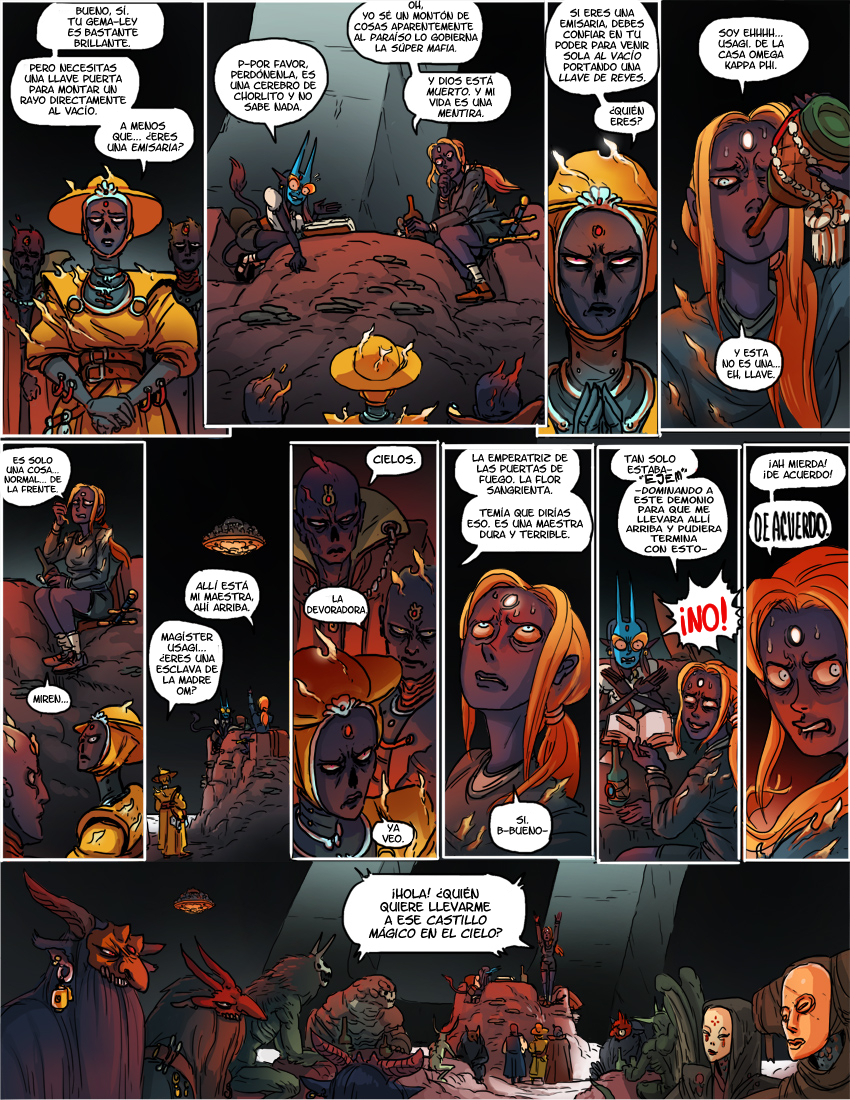 BUENO, SÍ.
TU GEMA-LEY
ES BASTANTE
BRILLANTE.
PERO NECESITAS
UNA LLAVE PUERTA
PARA MONTAR UN
RAYO DIRECTAMENTE
AL VACÍO.
A MENOS
QUE... ¿ERES
UNA EMISARIA?
P-POR FAVOR,
PERDÓNENLA, ES
UNA CEREBRO DE
CHORLITO Y NO
SABE NADA.
OH,
YO SÉ UN MONTÓN DE
COSAS APARENTEMENTE
AL PARAÍSO LO GOBIERNA
LA SÚPER MAFIA.
Y DIOS ESTÁ
MUERTO. Y MI
VIDA ES UNA
MENTIRA.
SI ERES UNA
EMISARIA, DEBES
CONFIAR EN TU
PODER PARA VENIR
SOLA AL VACÍO
PORTANDO UNA
LLAVE DE REYES.
¿QUIÉN
ERES?
SOY EHHHH...
USAGI. DE LA
CASA OMEGA
KAPPA PHI.
Y ESTA
NO ES UNA...
EH, LLAVE.
ES SOLO
UNA COSA...
NORMAL... DE
LA FRENTE.
MIREN...
ALLÍ ESTÁ
MI MAESTRA,
AHÍ ARRIBA.
MAGÍSTER
USAGI...
¿ERES UNA
ESCLAVA DE
LA MADRE
OM?
CIELOS.
LA
DEVORADORA.
YA
VEO.
LA EMPERATRIZ DE
LAS PUERTAS DE
FUEGO. LA FLOR
SANGRIENTA.
TEMÍA QUE DIRÍAS
ESO. ES UNA MAESTRA
DURA Y TERRIBLE.
SI.
B-BUENO-
TAN SOLO
ESTABA-
*EJEM*
-DOMINANDO A
ESTE DEMONIO
PARA QUE ME
LLEVARA ALLÍ
ARRIBA Y PUDIERA
TERMINA
CON ESTO-
¡NO!
¡AH MIERDA!
¡DE ACUERDO!
DE ACUERDO.
¡HOLA! ¿QUIÉN
QUIERE LLEVARME
A ESE CASTILLO
MÁGICO EN EL CIELO?